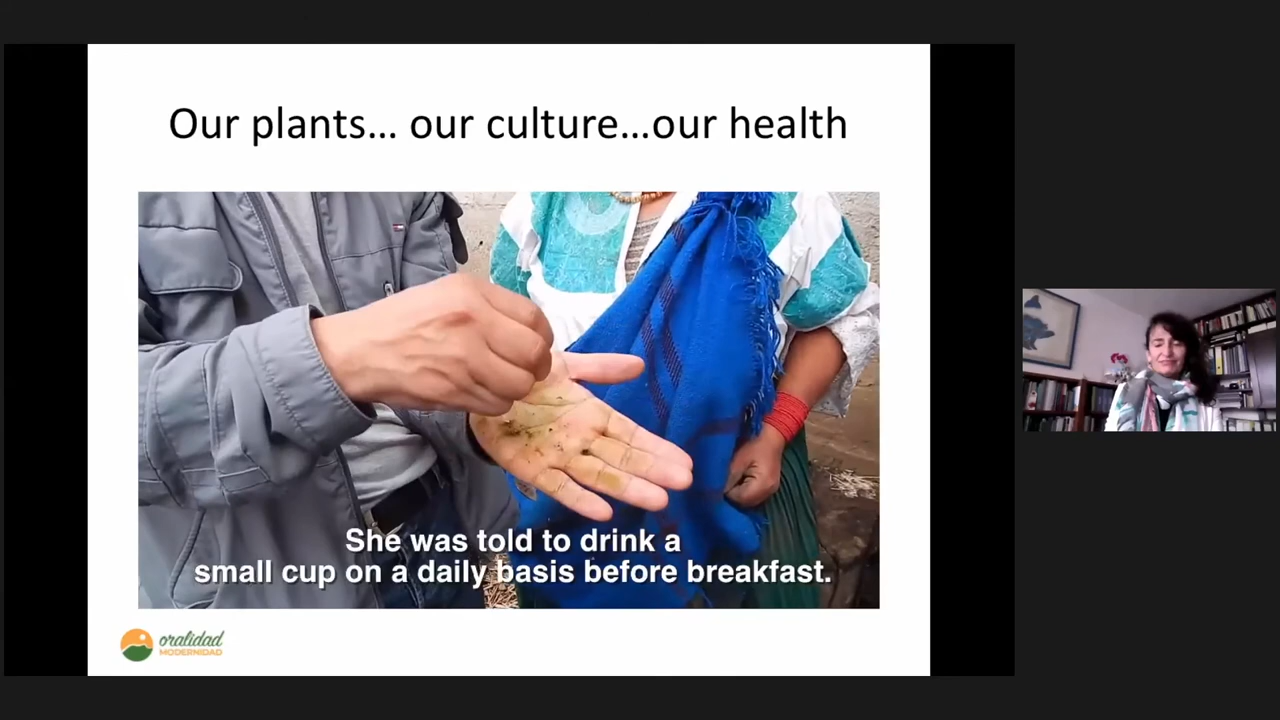 Our plants... our culture...our health
She was told to drink a
small cup on a daily basis before breakfast.
oralidad
MODERNIDAD